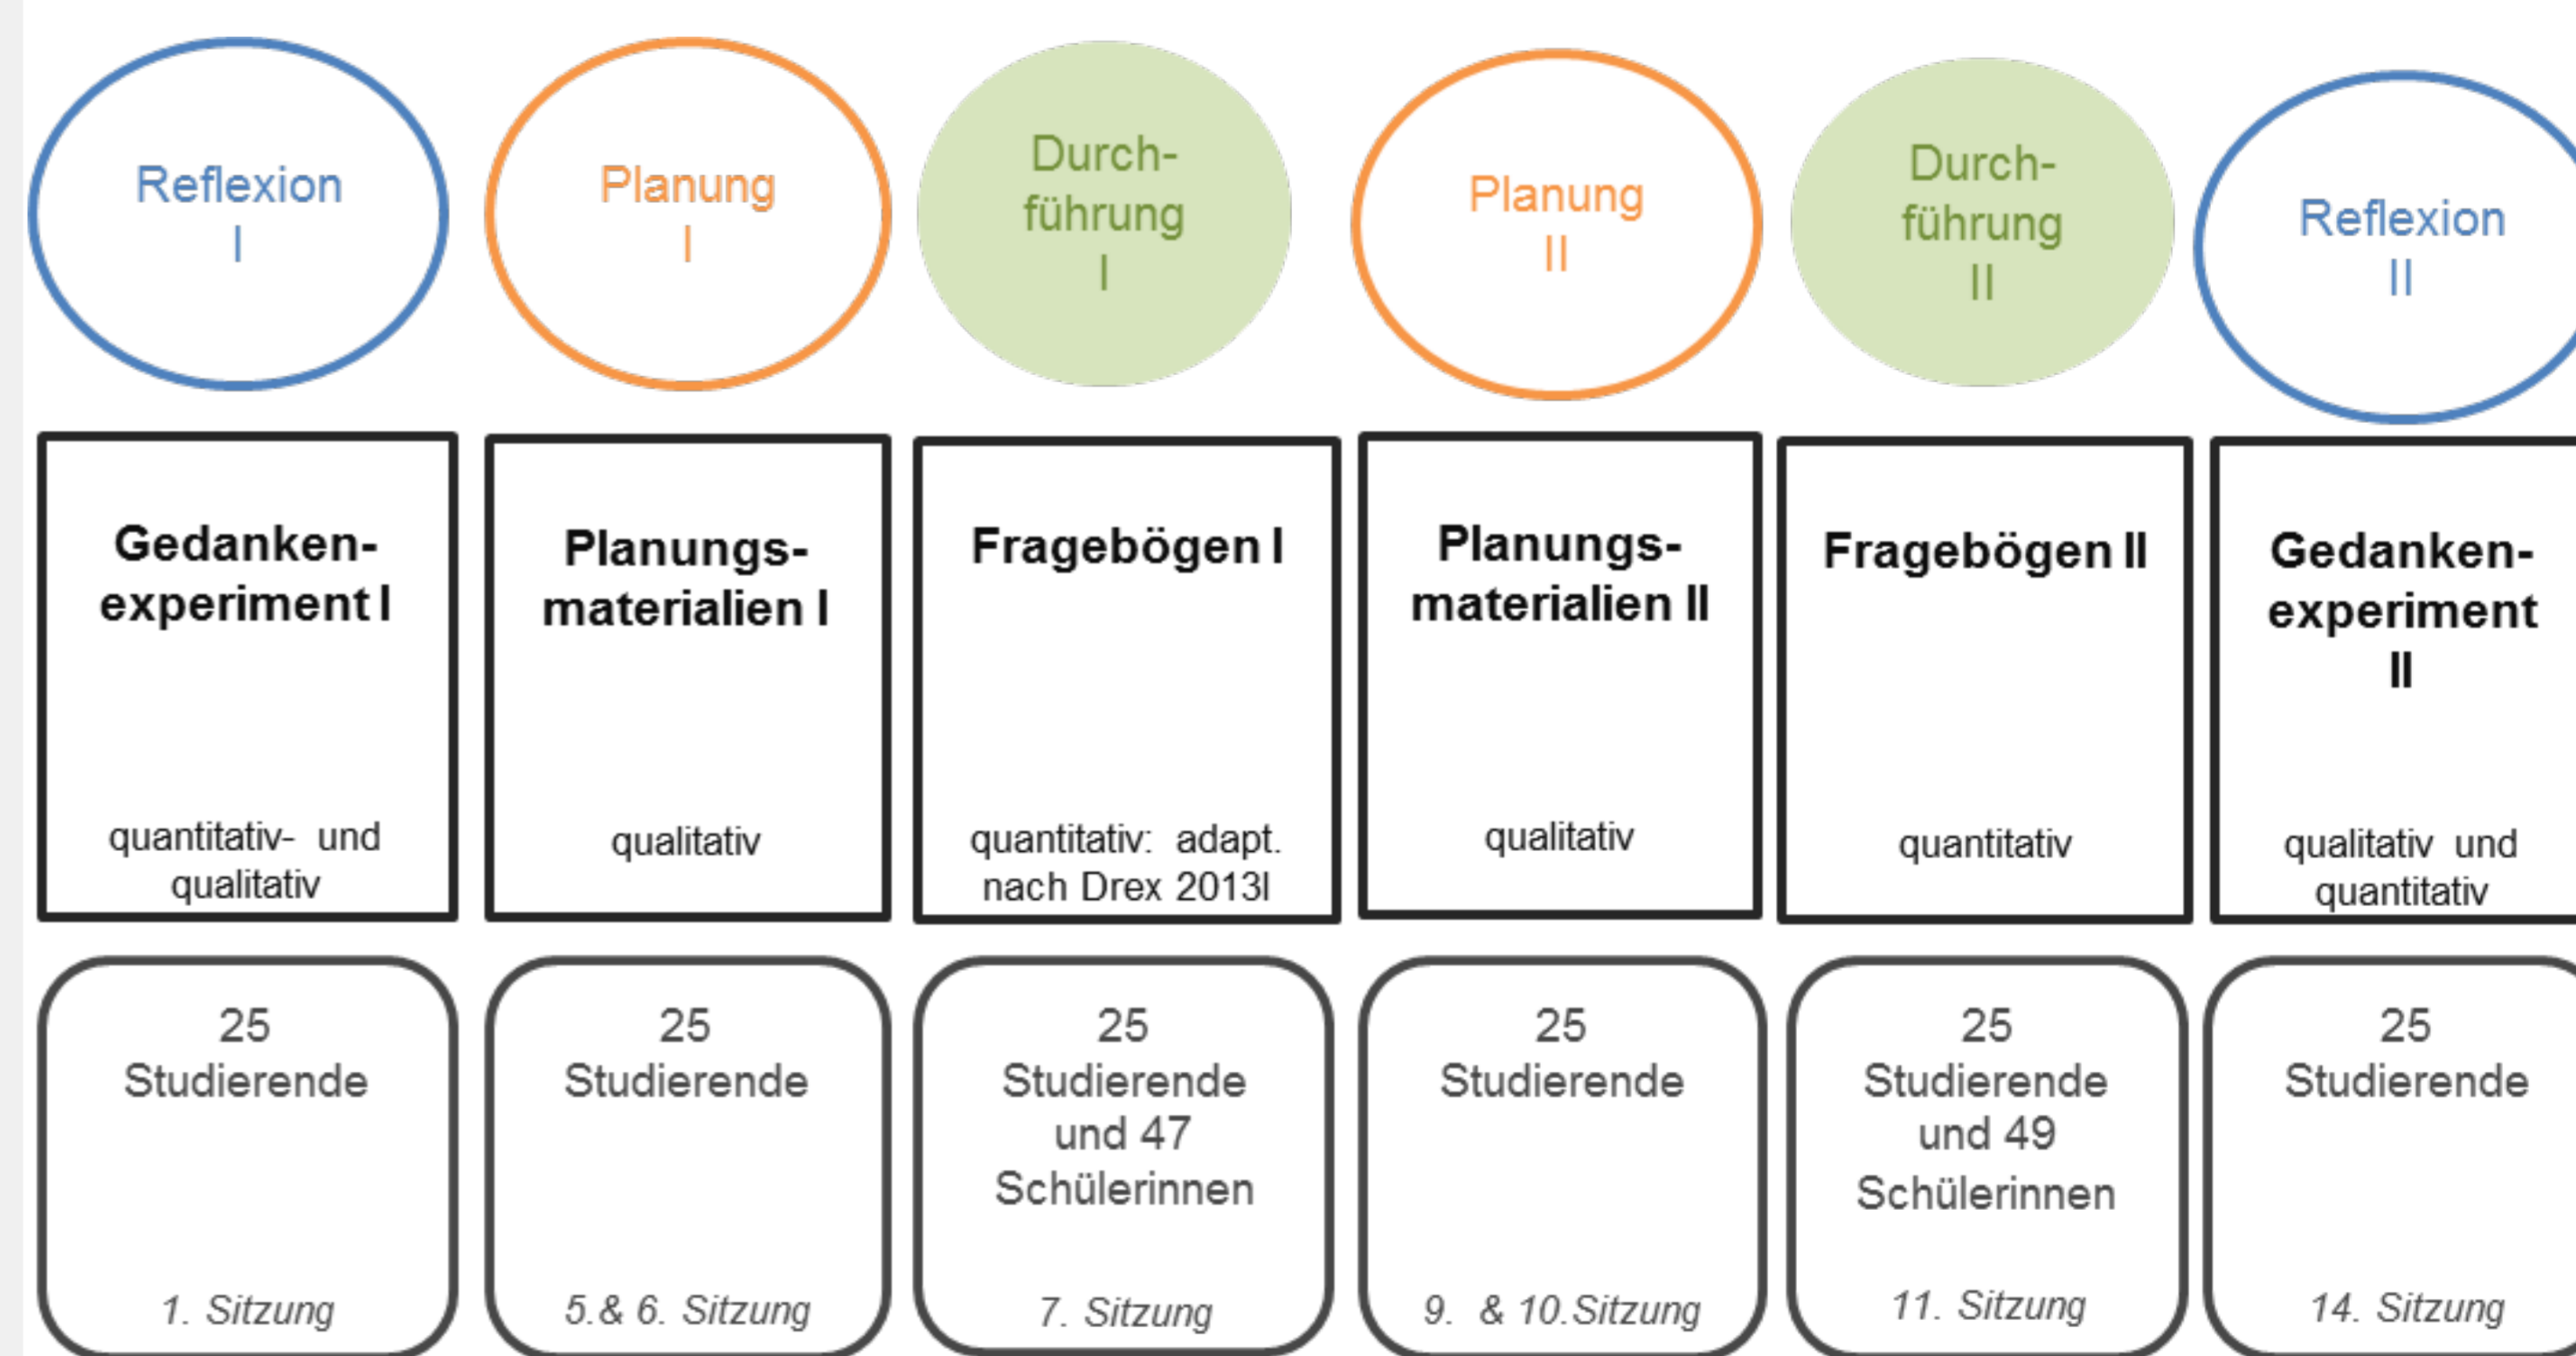 Reflexion
I
Planung
I
Durch-
führung
I
Planung
II
Durch-
führung
II
Reflexion
II
Gedanken-
experiment I
quantitativ- und
qualitativ
Planungs-
materialien I
qualitativ
Fragebögen I
quantitativ: adapt.
nach Drex 2013l
Planungs-
materialien II
qualitativ
Fragebögen II
quantitativ
Gedanken-
experiment
II
qualitativ und
quantitativ
25
Studierende
1. Sitzung
25
Studierende
5.& 6. Sitzung
25
Studierende
und 47
Schülerinnen
7. Sitzung
25
Studierende
9. & 10.Sitzung
25
Studierende
und 49
Schülerinnen
11. Sitzung
25
Studierende
14. Sitzung